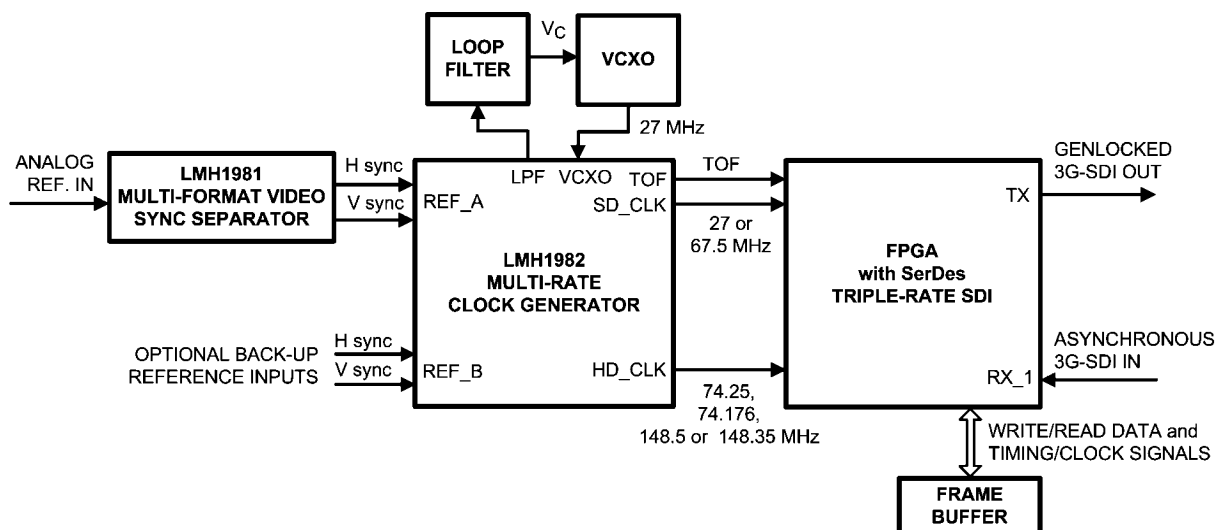 LOOP
FILTER
VC
VCXO
27 MHz
ANALOG
REF. IN
LMH1981
MULTI-FORMAT VIDEO
SYNC SEPARATOR
H sync
V sync
LPF
VCXO
REF_A
TOF
SD_CLK
LMH1982
MULTI-RATE
CLOCK GENERATOR
OPTIONAL BACK-UP
REFERENCE INPUTS
H sync
V sync
REF_B
HD_CLK
TOF
27 or
67.5 MHz
74.25,
74.176,
148.5 or 148.35 MHz
FPGA
with SerDes
TRIPLE-RATE SDI
TX
RX_1
GENLOCKED
3G-SDI OUT
ASYNCHRONOUS
3G-SDI IN
WRITE/READ DATA and
TIMING/CLOCK SIGNALS
FRAME
BUFFER